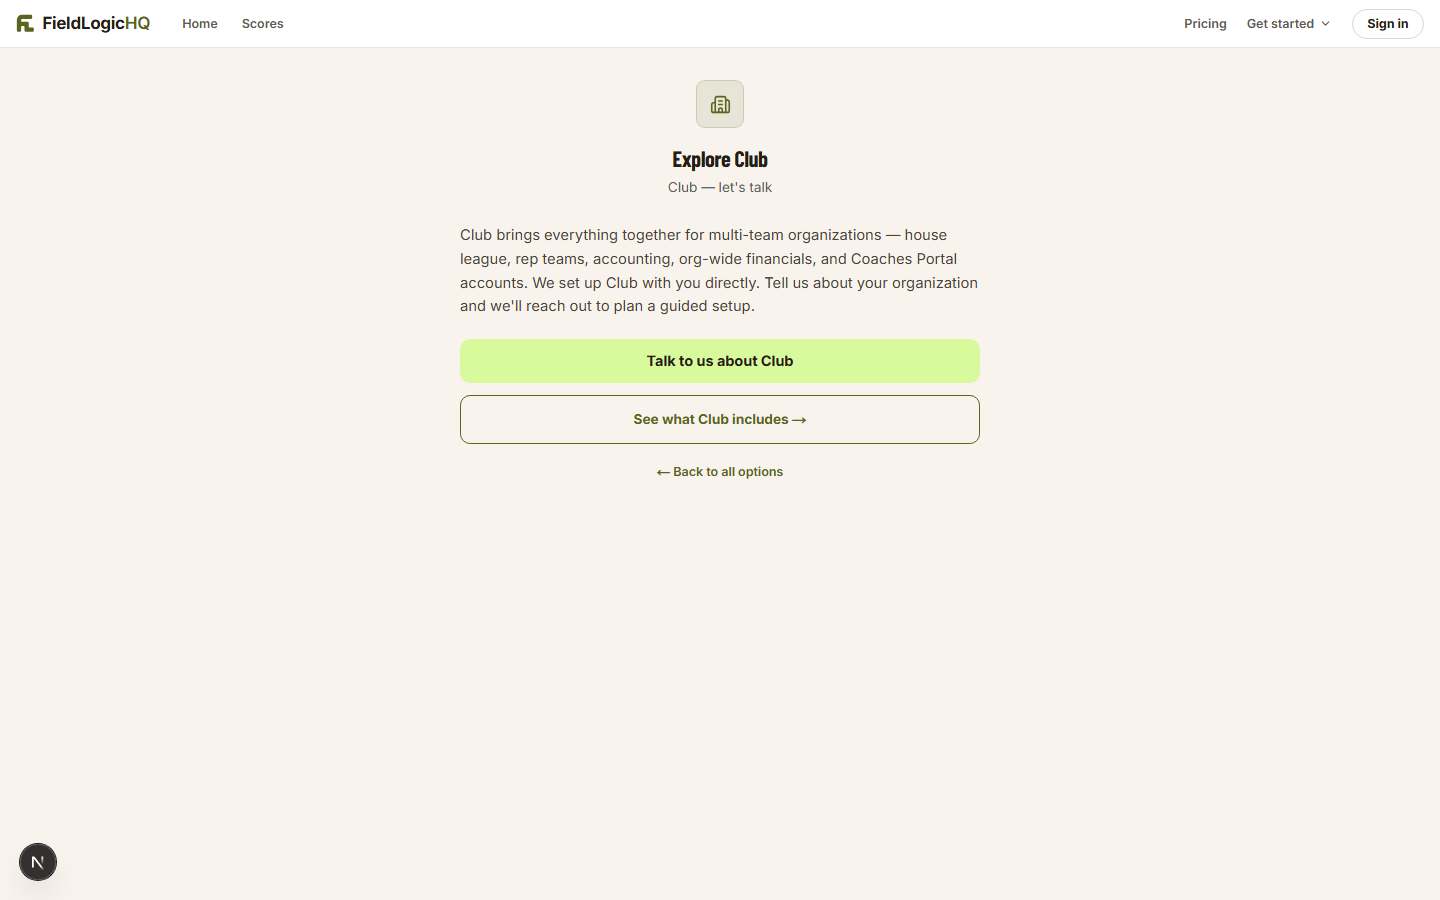 FieldLogicHQ
Home
Scores
Pricing
Get started
Sign in
Explore Club
Club — let's talk
Club brings everything together for multi-team organizations — house
league, rep teams, accounting, org-wide financials, and Coaches Portal
accounts. We set up Club with you directly. Tell us about your organization
and we'll reach out to plan a guided setup.
Talk to us about Club
See what Club includes →
← Back to all options
N